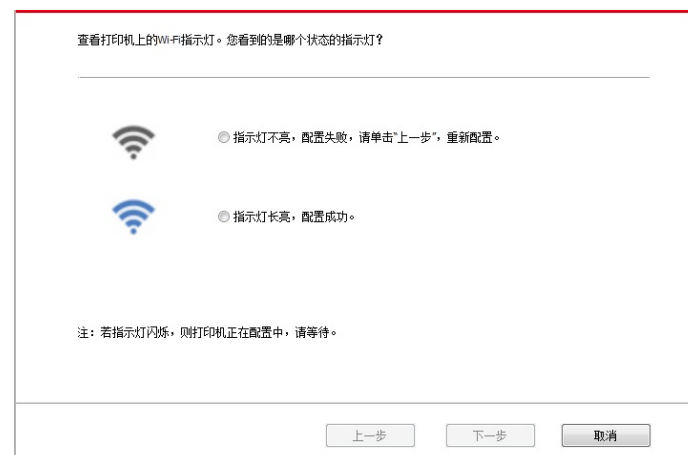 查看打印机上的Wi-Fi指示灯。您看到的是哪个状态的指示灯?
指示灯不亮，配置失败，请单击“上一步”，重新配置。
指示灯长亮，配置成功。
注：若指示灯闪烁，则打印机正在配置中，请等待。
上一步 下一步 取消